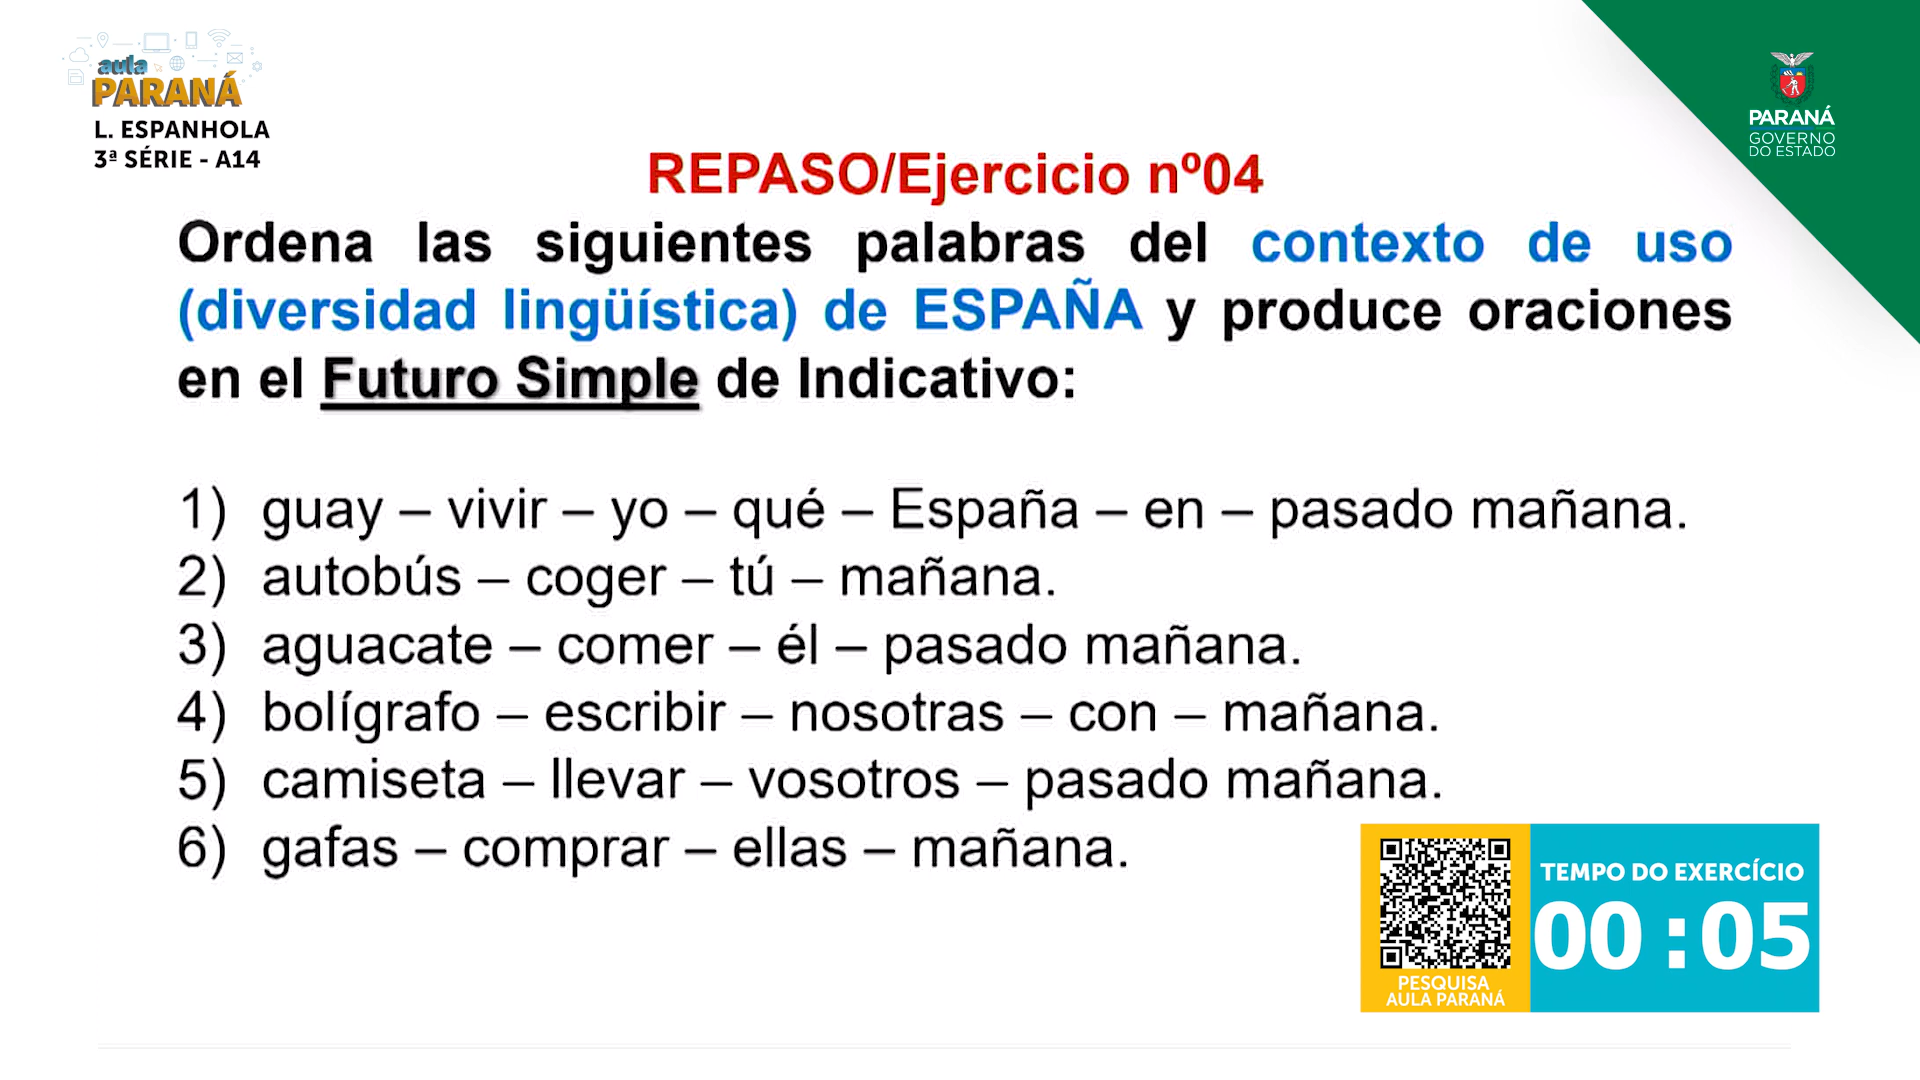 aula
PARANÁ
L. ESPANHOLA
3ª SÉRIE - A14
PARANÁ
GOVERNO
DO ESTADO
REPASO/Ejercicio nº04
Ordena las siguientes palabras del contexto de uso
(diversidad lingüística) de ESPAÑA y produce oraciones
en el Futuro Simple de Indicativo:
1) guay – vivir – yo – qué – España – en – pasado mañana.
2) autobús – coger – tú – mañana.
3) aguacate – comer – él – pasado mañana.
4) bolígrafo – escribir – nosotras – con – mañana.
5) camiseta – llevar – vosotros – pasado mañana.
6) gafas – comprar – ellas – mañana.
PESQUISA
AULA PARANÁ
TEMPO DO EXERCÍCIO
00:05